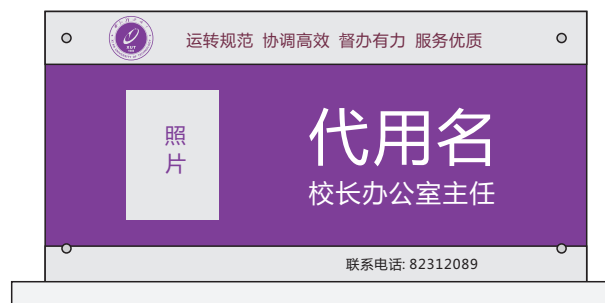 运转规范 协调高效 督办有力 服务优质
照
片
代用名
校长办公室主任
联系电话: 82312089